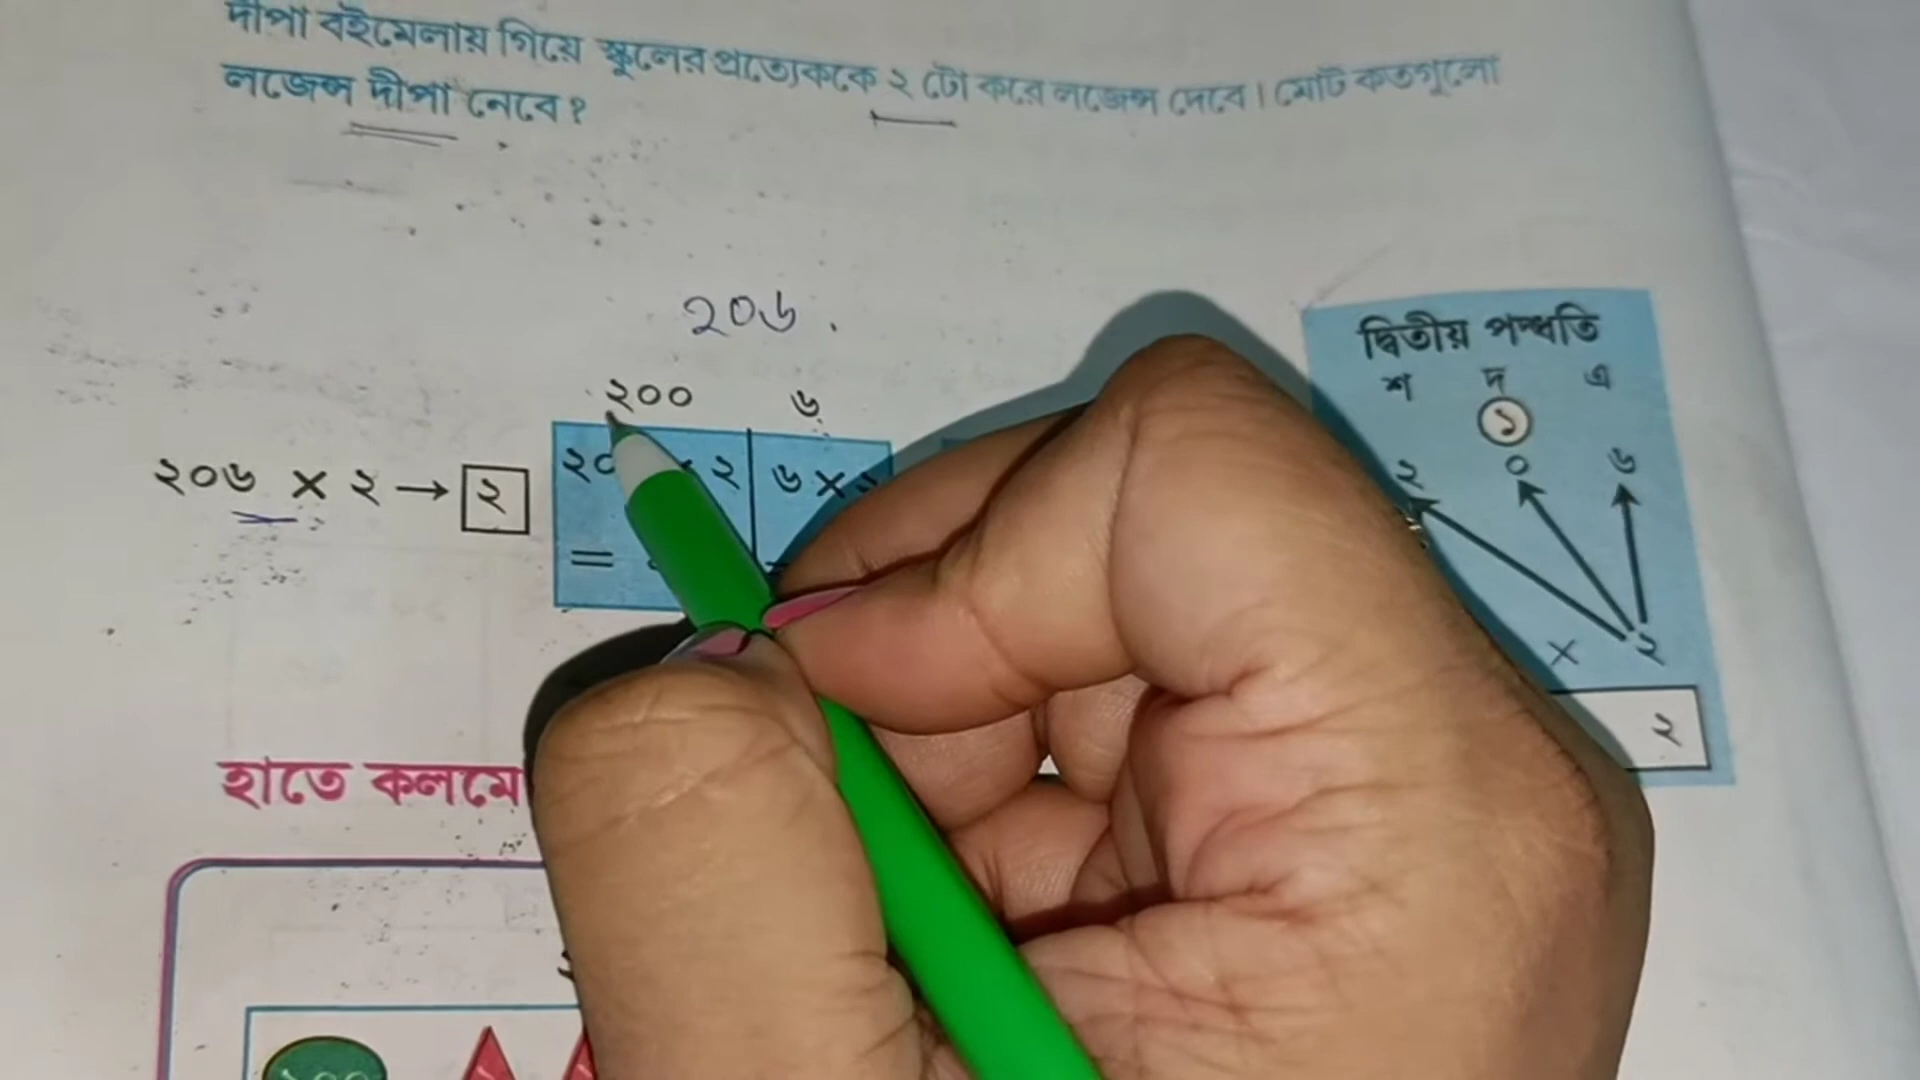 দীপা বইমেলায় গিয়ে স্কুলের প্রত্যেককে ২ টো করে লজেন্স দেবে। মোট কতগুলো
লজেন্স দীপা নেবে?
২০৬.
২০০ ৬
২০৬ × ২ → ২
২ ৬ ×
=
দ্বিতীয় পদ্ধতি
শ দ এ
১
২ ০ ৬
× ২
২
হাতে কলমে